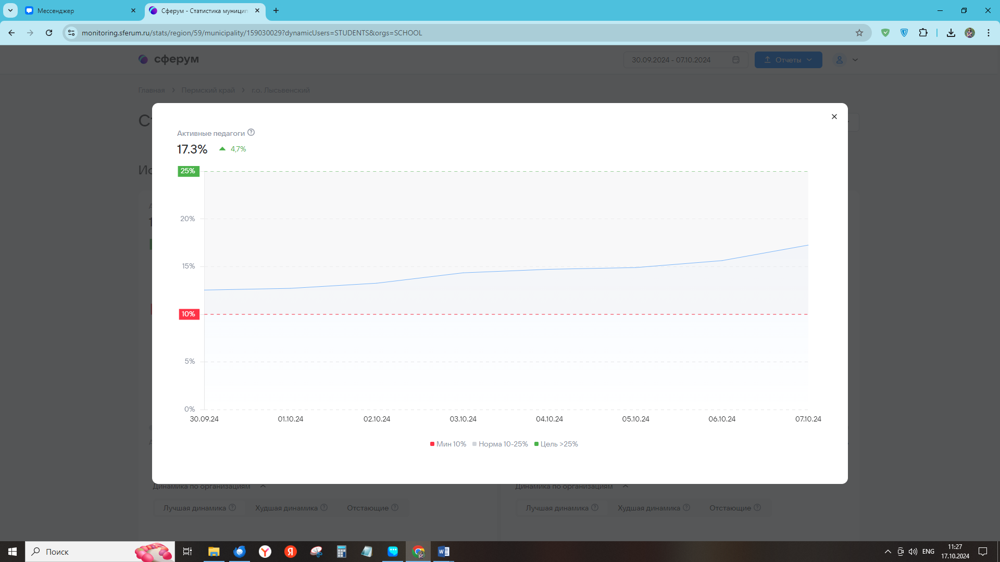 Мессенджер
Сферум - Статистика муницип
monitoring.sferum.ru/stats/region/59/municipality/159030029?dynamicUsers=STUDENTS&orgs=SCHOOL
сферум
30.09.2024 - 07.10.2024
Отчеты
Главная > Пермский край > г.о. Лысьвенский
Активные педагоги
17.3% 4,7%
25%
20%
15%
10%
5%
0%
30.09.24 01.10.24 02.10.24 03.10.24 04.10.24 05.10.24 06.10.24 07.10.24
Мин 10% Норма 10-25% Цель >25%
Динамика по организациям
Динамика по организациям
Лучшая динамика Худшая динамика Отстающие
Лучшая динамика Худшая динамика Отстающие
Поиск
ENG
11:27
17.10.2024